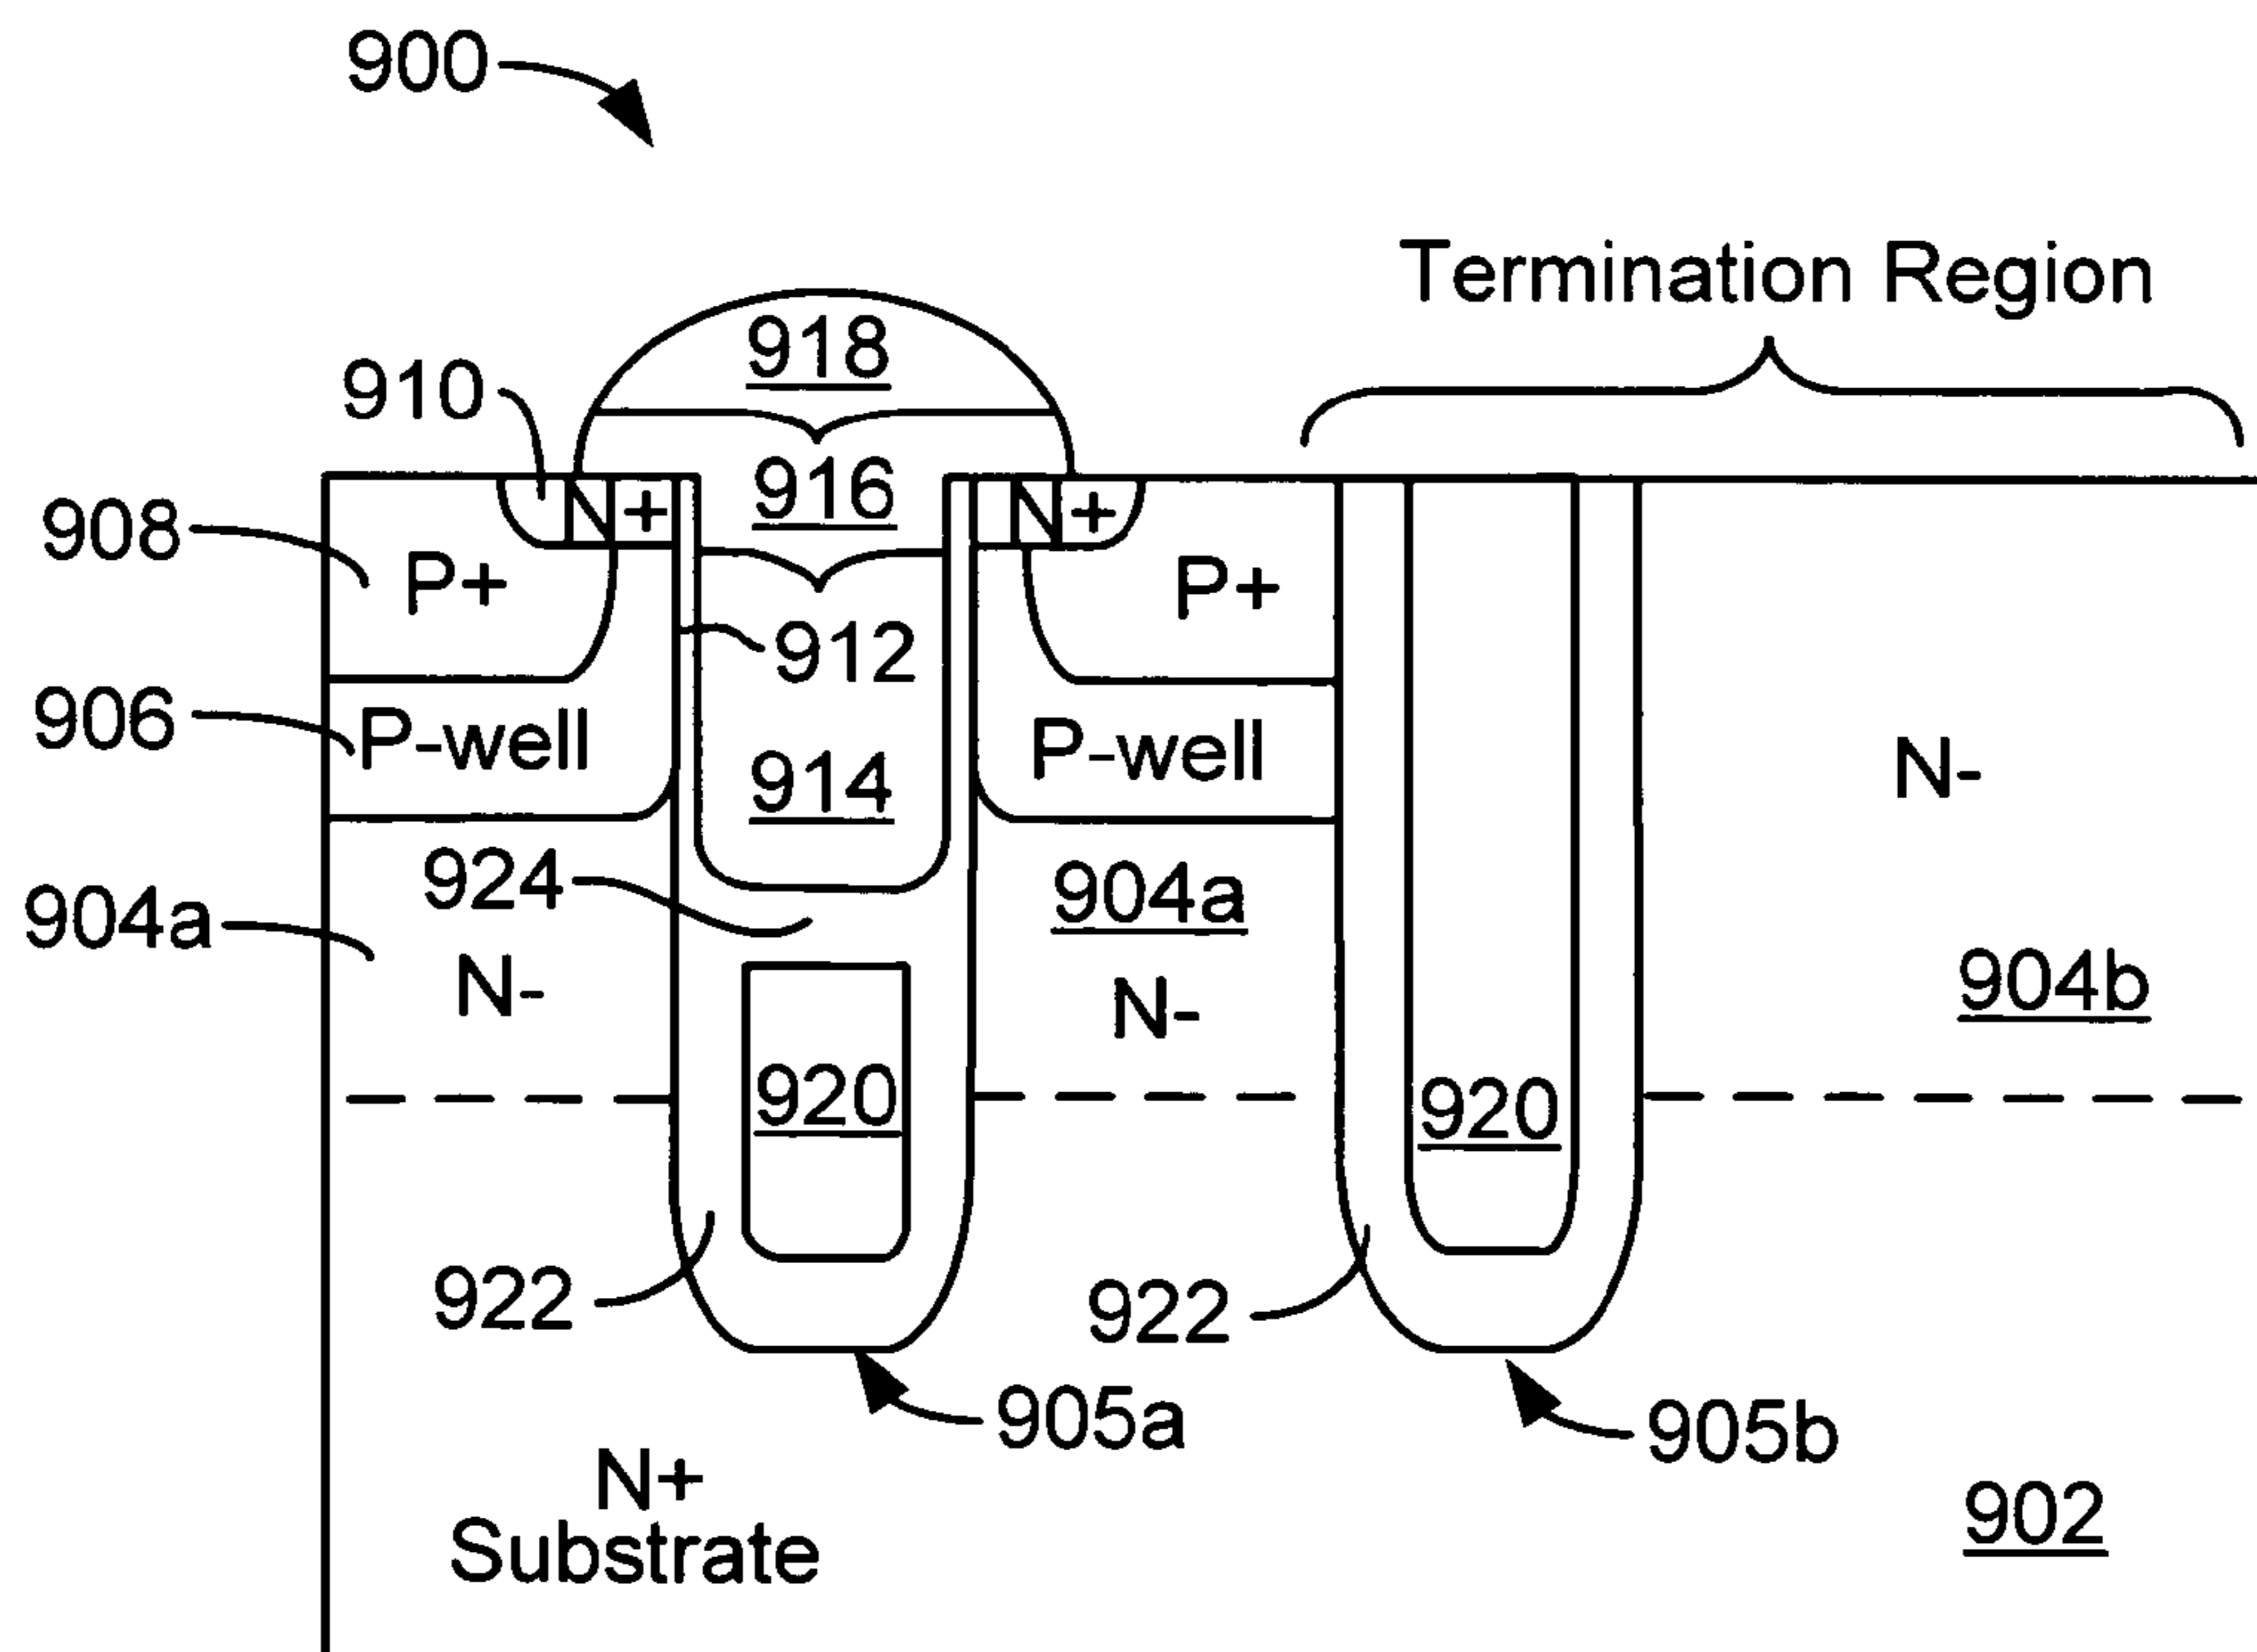 900
Termination Region
918
910
916
N+
N+
908
P+
P+
912
906
P-well
P-well
914
N-
924
904a
904a
N-
N-
904b
920
920
922
922
905a
905b
N+
Substrate
902